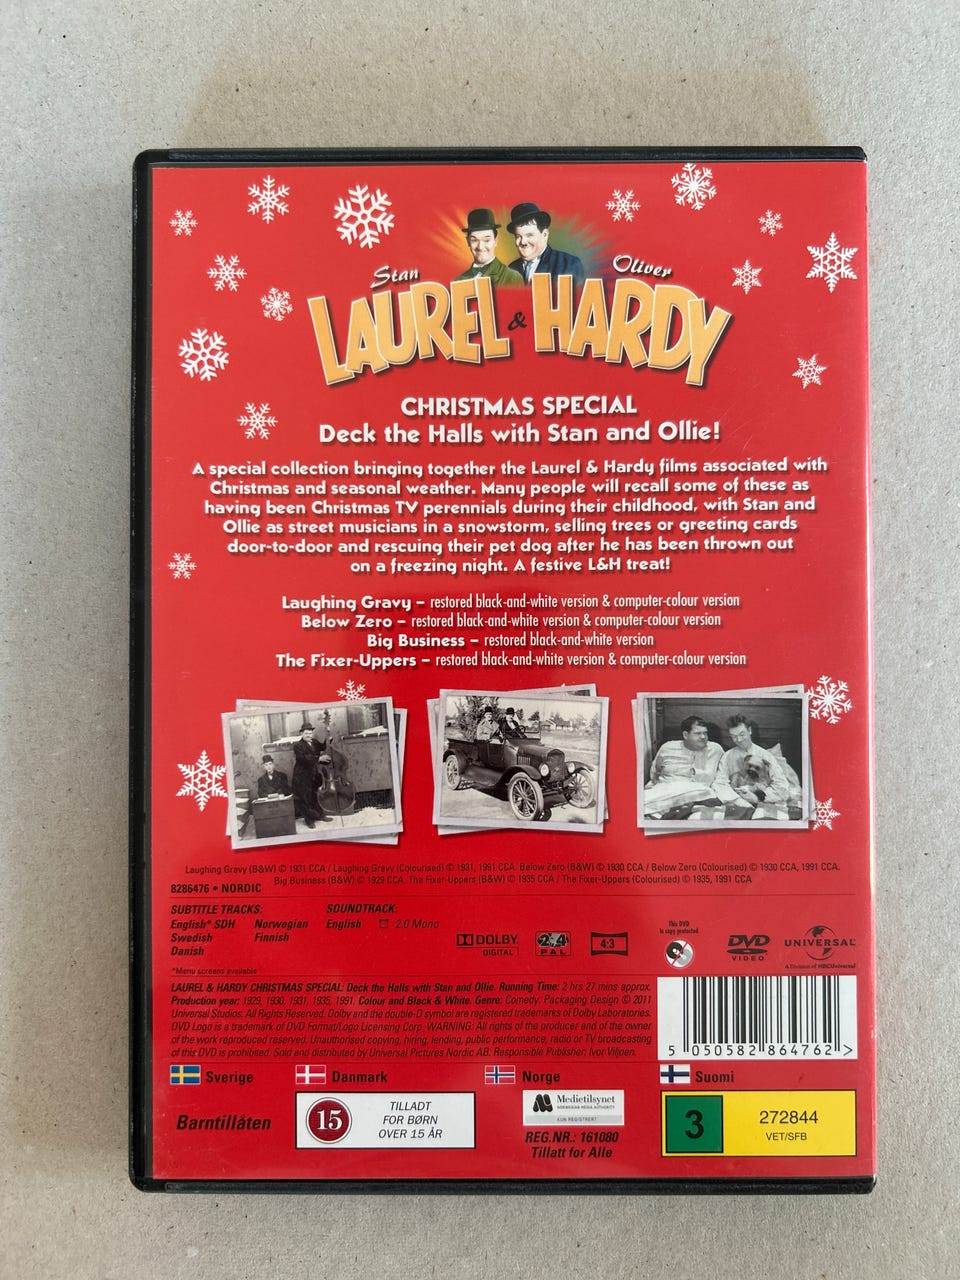 Stan
Oliver
LAUREL & HARDY
CHRISTMAS SPECIAL
Deck the Halls with Stan and Ollie!
A special collection bringing together the Laurel & Hardy films associated with
Christmas and seasonal weather. Many people will recall some of these as
having been Christmas TV perennials during their childhood, with Stan and
Ollie as street musicians in a snowstorm, selling trees or greeting cards
door-to-door and rescuing their pet dog after he has been thrown out
on a freezing night. A festive L&H treat!
Laughing Gravy – restored black-and-white version & computer-colour version
Below Zero – restored black-and-white version & computer-colour version
Big Business – restored black-and-white version
The Fixer-Uppers – restored black-and-white version & computer-colour version
Laughing Gravy (B&W) © 1931 CCA / Laughing Gravy (Colourised) © 1931, 1991 CCA. Below Zero (B&W) © 1930 CCA / Below Zero (Colourised) © 1930 CCA, 1991 CCA.
Big Business (B&W) © 1929 CCA. The Fixer-Uppers (B&W) © 1935 CCA / The Fixer-Uppers (Colourised) © 1935, 1991 CCA
8286476 • NORDIC
SUBTITLE TRACKS:
English* SDH Norwegian
Swedish Finnish
Danish
*Menu screens available
SOUNDTRACK:
English 2.0 Mono
DOLBY
DIGITAL
2 4
PAL
4:3
This DVD
is copy protected
DVD
VIDEO
UNIVERSAL
A Division of NBCUniversal
LAUREL & HARDY CHRISTMAS SPECIAL: Deck the Halls with Stan and Ollie. Running Time: 2 hrs 27 mins approx.
Production year: 1929, 1930, 1931, 1935, 1991. Colour and Black & White. Genre: Comedy. Packaging Design © 2011
Universal Studios. All Rights Reserved. Dolby and the double-D symbol are registered trademarks of Dolby Laboratories.
DVD Logo is a trademark of DVD Format/Logo Licensing Corp. WARNING: All rights of the producer and of the owner
of the work reproduced reserved. Unauthorised copying, hiring, lending, public performance, radio or TV broadcasting
of this DVD is prohibited. Sold and distributed by Universal Pictures Nordic AB. Responsible Publisher: Ivor Viljoen.
5 050582 864762 >
Sverige
Barntillåten
Danmark
15
TILLADT
FOR BØRN
OVER 15 ÅR
Norge
Medietilsynet
NORWEGIAN MEDIA AUTHORITY
KUN REGISTRERT
REG.NR.: 161080
Tillatt for Alle
Suomi
3
272844
VET/SFB